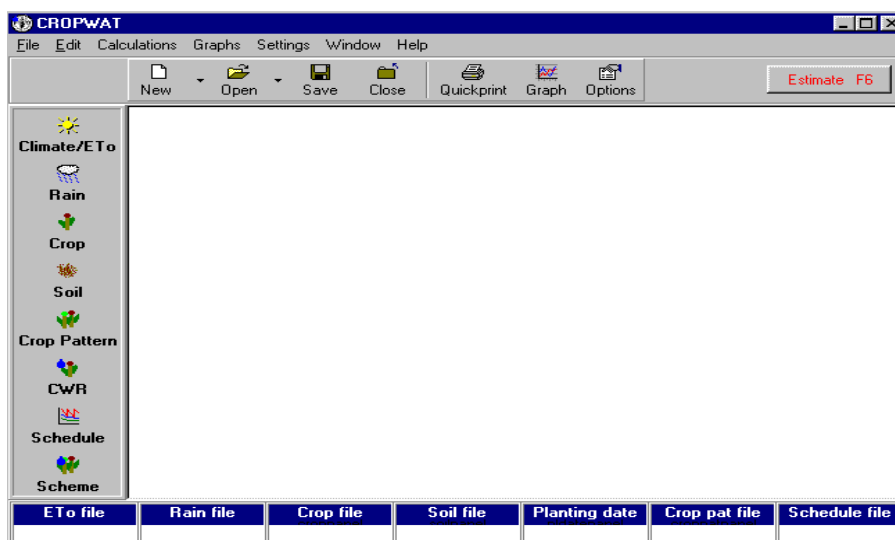 CROPWAT
File Edit Calculations Graphs Settings Window Help
New Open Save Close Quickprint Graph Options Estimate F6
Climate/ETo
Rain
Crop
Soil
Crop Pattern
CWR
Schedule
Scheme
ETo file Rain file Crop file Soil file Planting date Crop pat file Schedule file